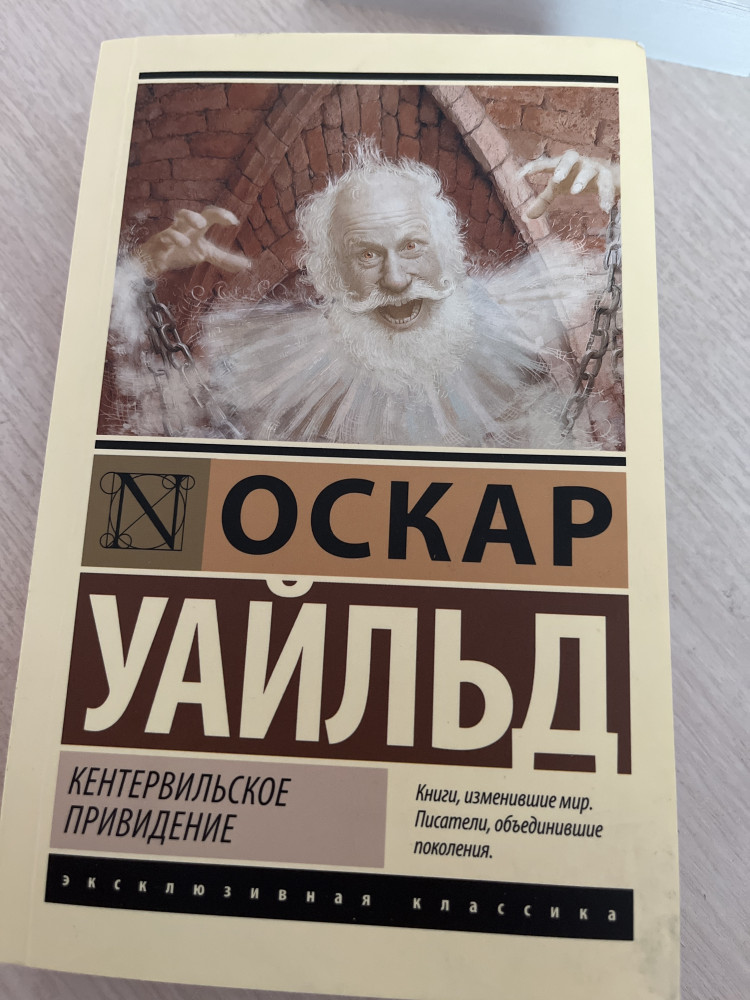 N ОСКАР
УАЙЛЬД
КЕНТЕРВИЛЬСКОЕ
ПРИВИДЕНИЕ
Книги, изменившие мир.
Писатели, объединившие
поколения.
эксклюзивная классика